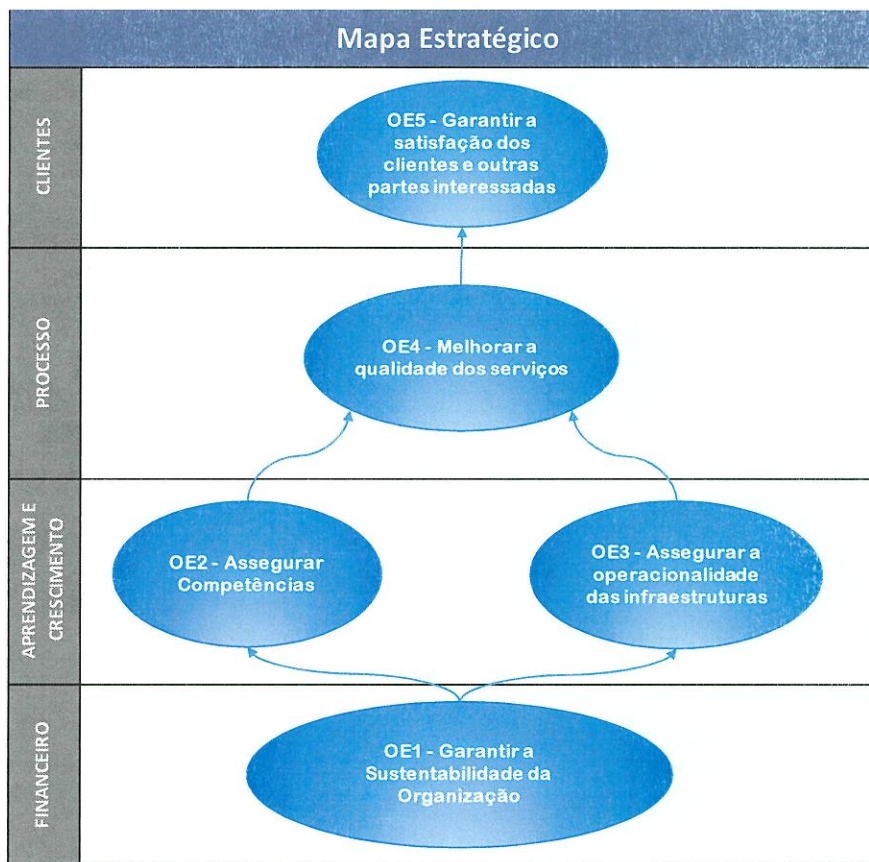 Mapa Estratégico
CLIENTES
OE5 - Garantir a
satisfação dos
clientes e outras
partes interessadas
PROCESSO
OE4 - Melhorar a
qualidade dos serviços
APRENDIZAGEM E
CRESCIMENTO
OE2 - Assegurar
Competências
OE3 - Assegurar a
operacionalidade
das infraestruturas
FINANCEIRO
OE1 - Garantir a
Sustentabilidade da
Organização